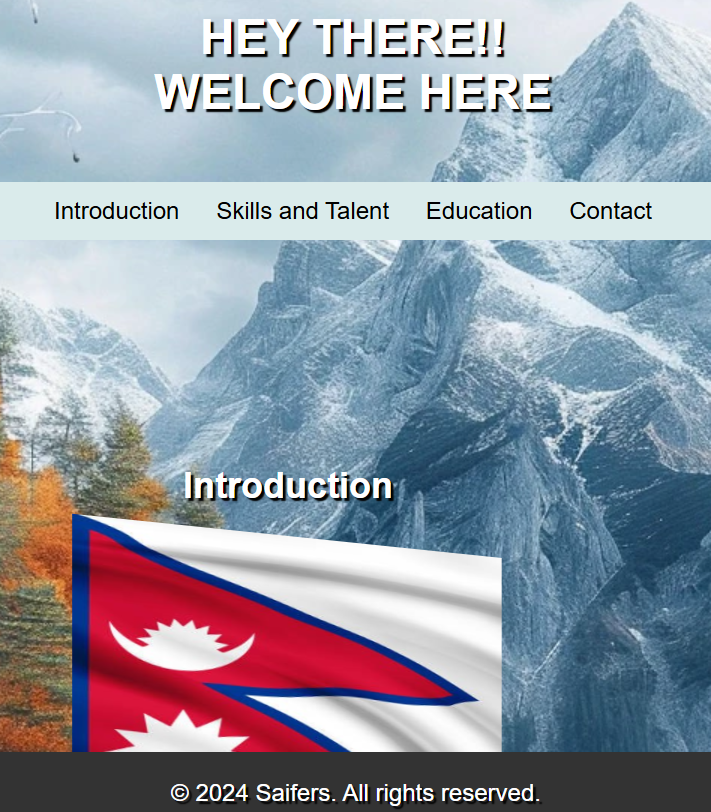 HEY THERE!!
WELCOME HERE
Introduction Skills and Talent Education Contact
Introduction
© 2024 Saifers. All rights reserved.